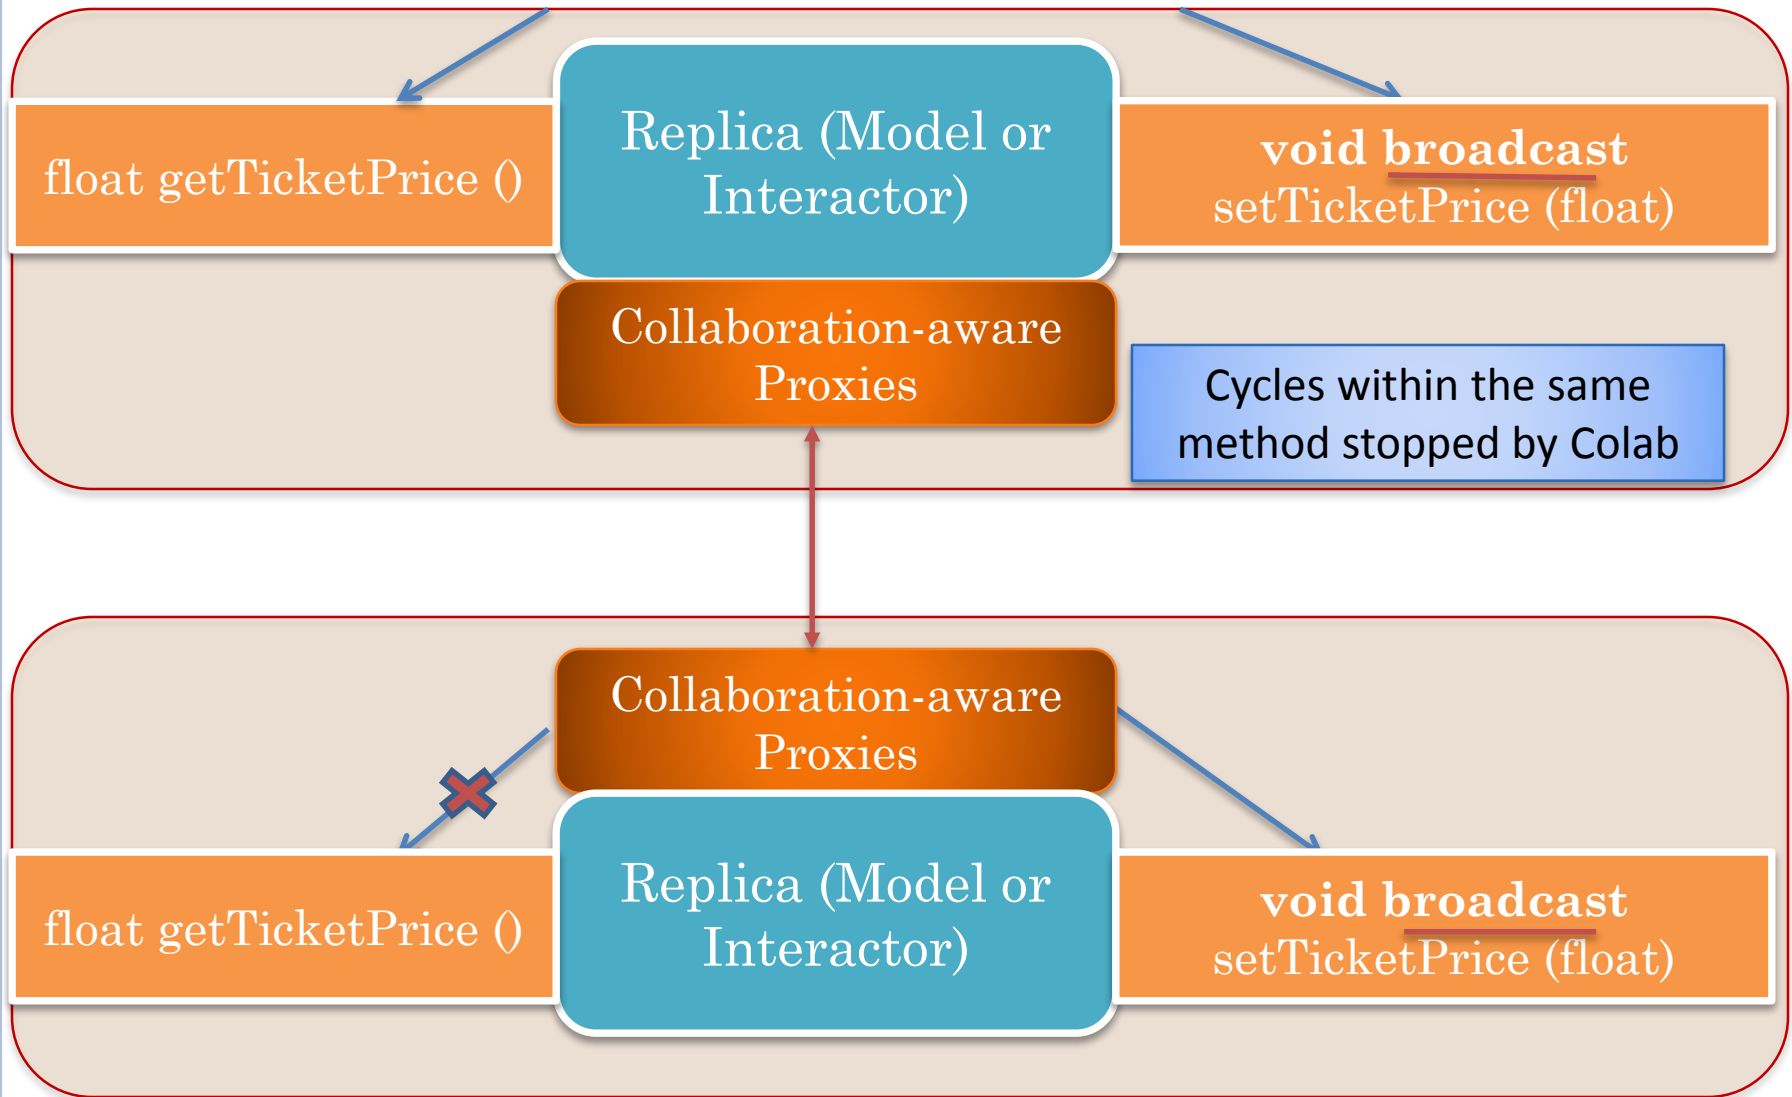 float getTicketPrice ()
Replica (Model or
Interactor)
void broadcast
setTicketPrice (float)
Collaboration-aware
Proxies
Cycles within the same
method stopped by Colab
Collaboration-aware
Proxies
float getTicketPrice ()
Replica (Model or
Interactor)
void broadcast
setTicketPrice (float)